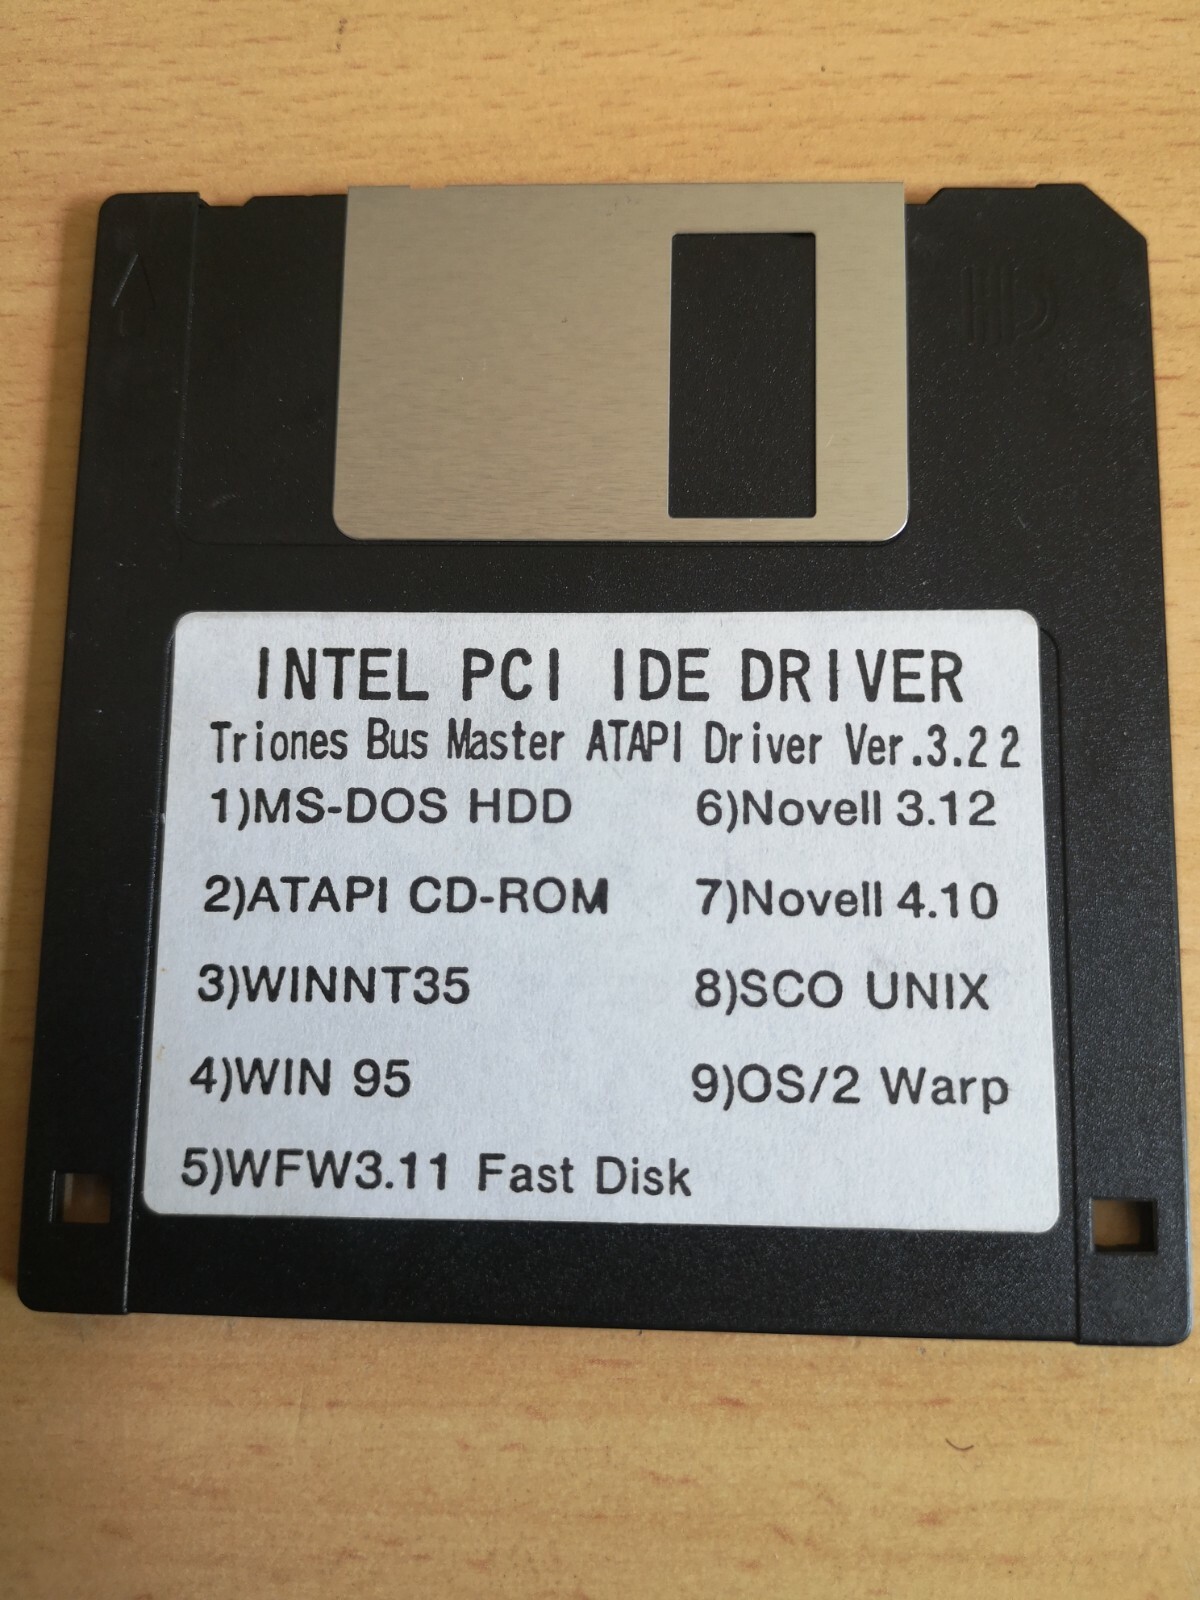 HD
INTEL PCI IDE DRIVER
Triones Bus Master ATAPI Driver Ver.3.22
1)MS-DOS HDD
2)ATAPI CD-ROM
3)WINNT35
4)WIN 95
5)WFW3.11 Fast Disk
6)Novell 3.12
7)Novell 4.10
8)SCO UNIX
9)OS/2 Warp